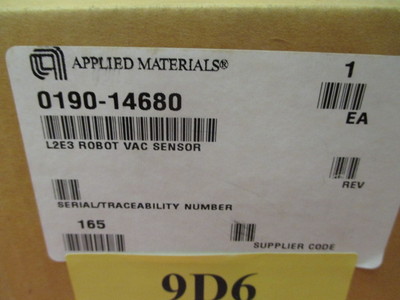 APPLIED MATERIALS®
1
0190-14680
EA
L2E3 ROBOT VAC SENSOR
REV
SERIAL/TRACEABILITY NUMBER
165
SUPPLIER CODE
9D6